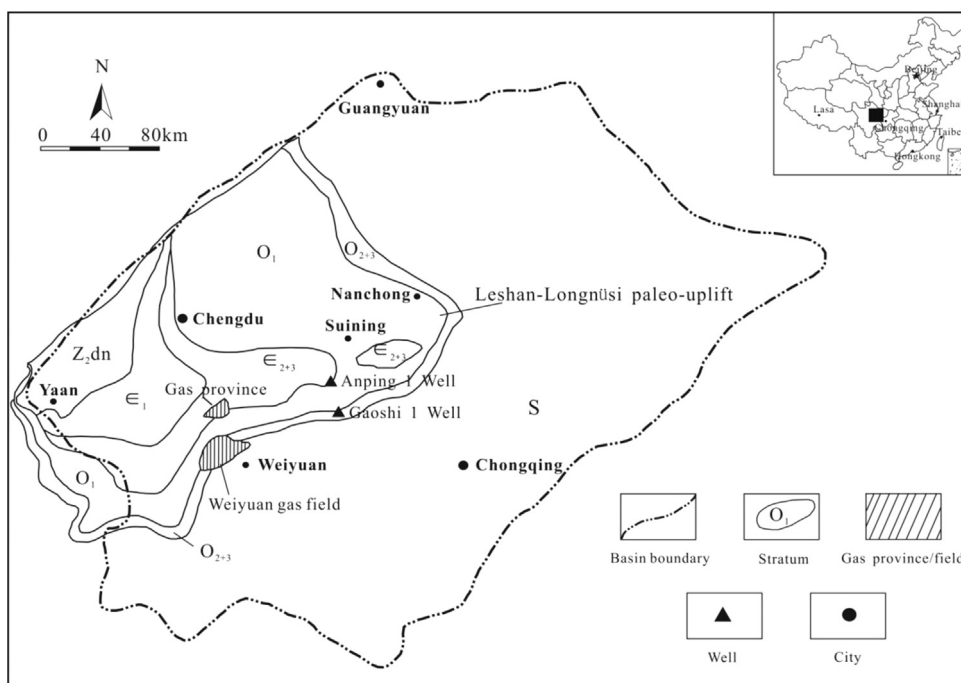 N
0 40 80km
Guangyuan
Beijing
Shanghai
Lasa
Chongqing
Taibei
Hongkong
O₁
O₂₊₃
Nanchong
Leshan-Longnüsi paleo-uplift
Chengdu
Suining
Z₂dn
∈₂₊₃
∈₂₊₃
Yaan
Gas province
Anping 1 Well
∈₁
Gaoshi 1 Well
S
O₁
Weiyuan
Chongqing
Weiyuan gas field
O₂₊₃
O₁
Basin boundary
Stratum
Gas province/field
Well
City